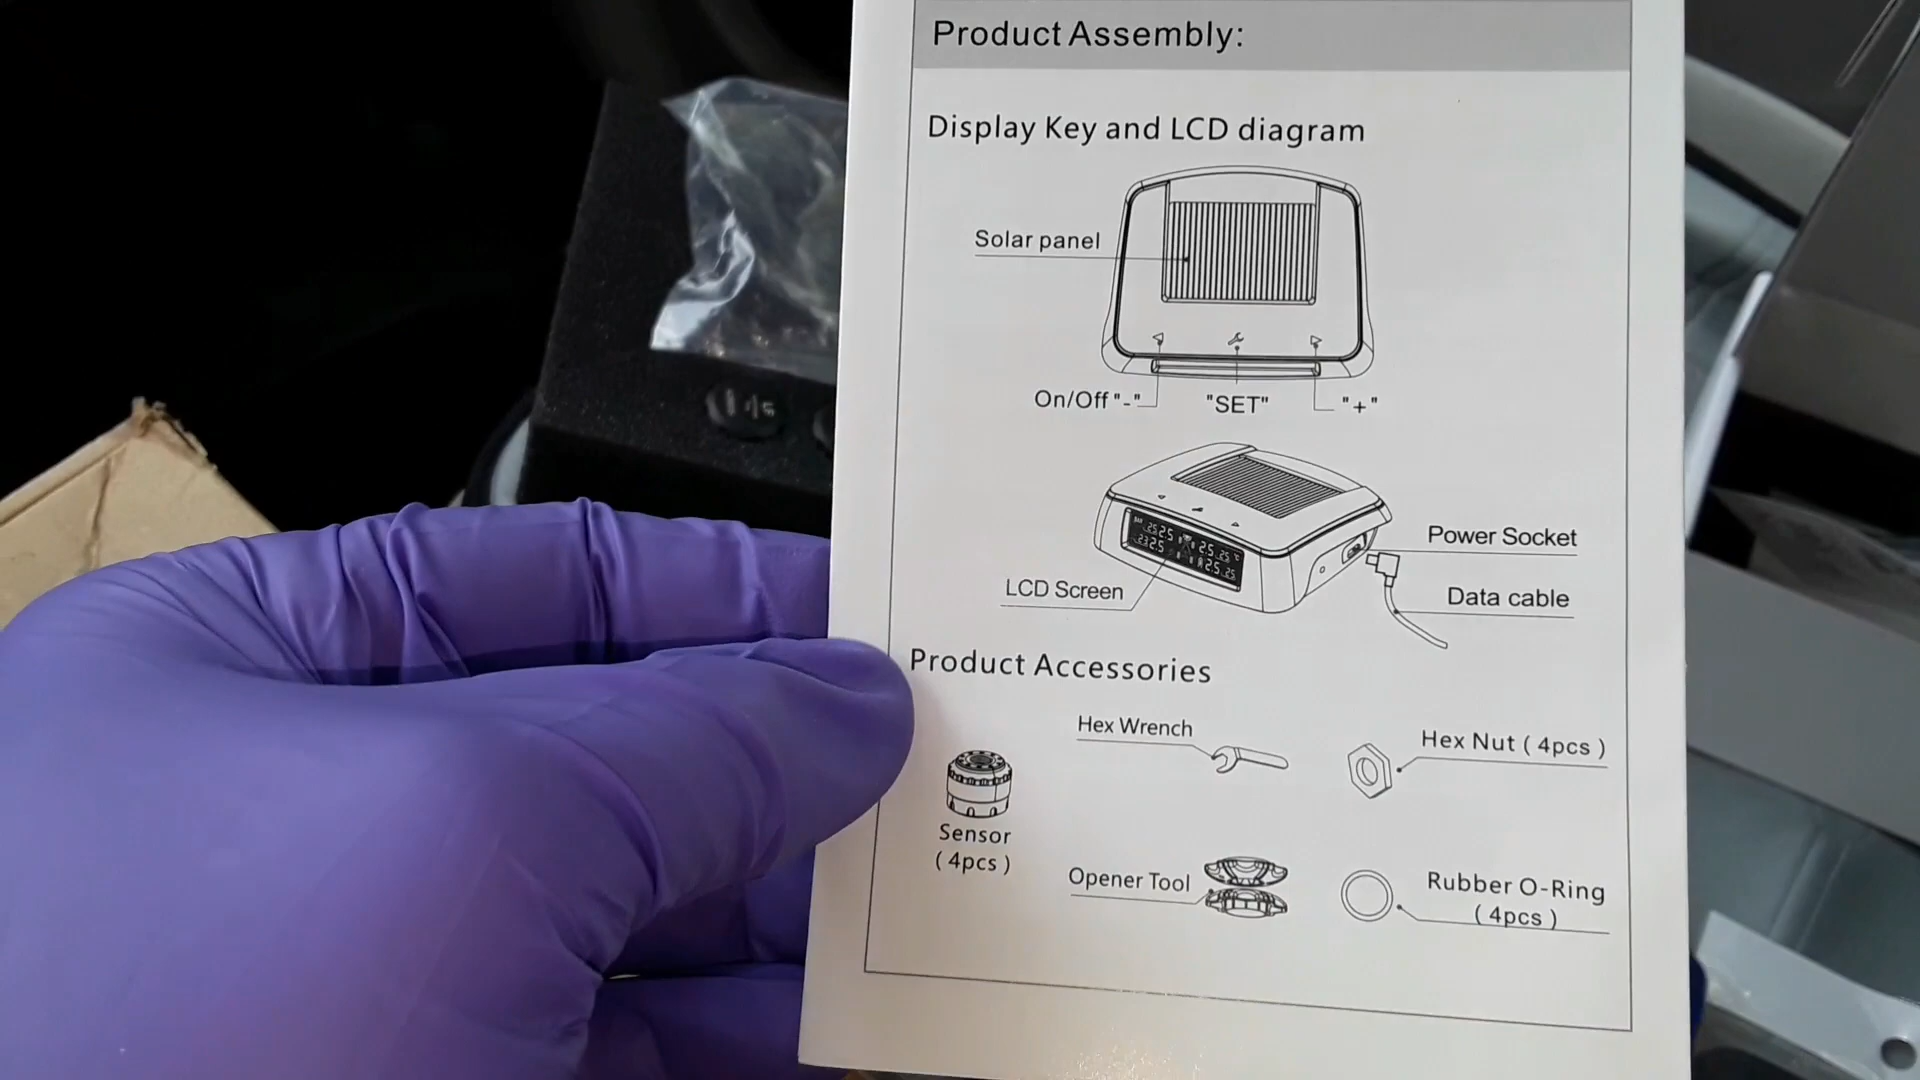 Product Assembly:
Display Key and LCD diagram
Solar panel
On/Off "-"
"SET"
"+"
Power Socket
LCD Screen
Data cable
Product Accessories
Hex Wrench
Hex Nut ( 4pcs )
Sensor
( 4pcs )
Opener Tool
Rubber O-Ring
( 4pcs )